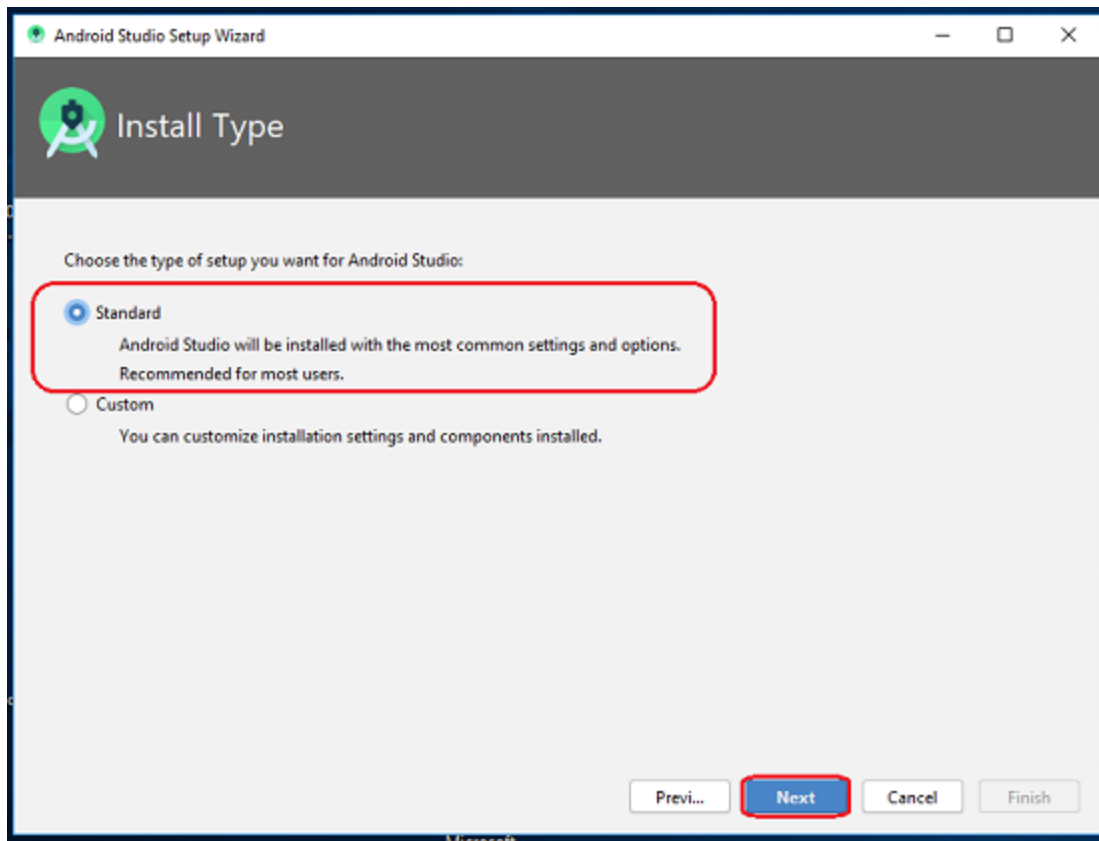 Android Studio Setup Wizard
Install Type
Choose the type of setup you want for Android Studio:
Standard
Android Studio will be installed with the most common settings and options.
Recommended for most users.
Custom
You can customize installation settings and components installed.
Previ...
Next
Cancel
Finish